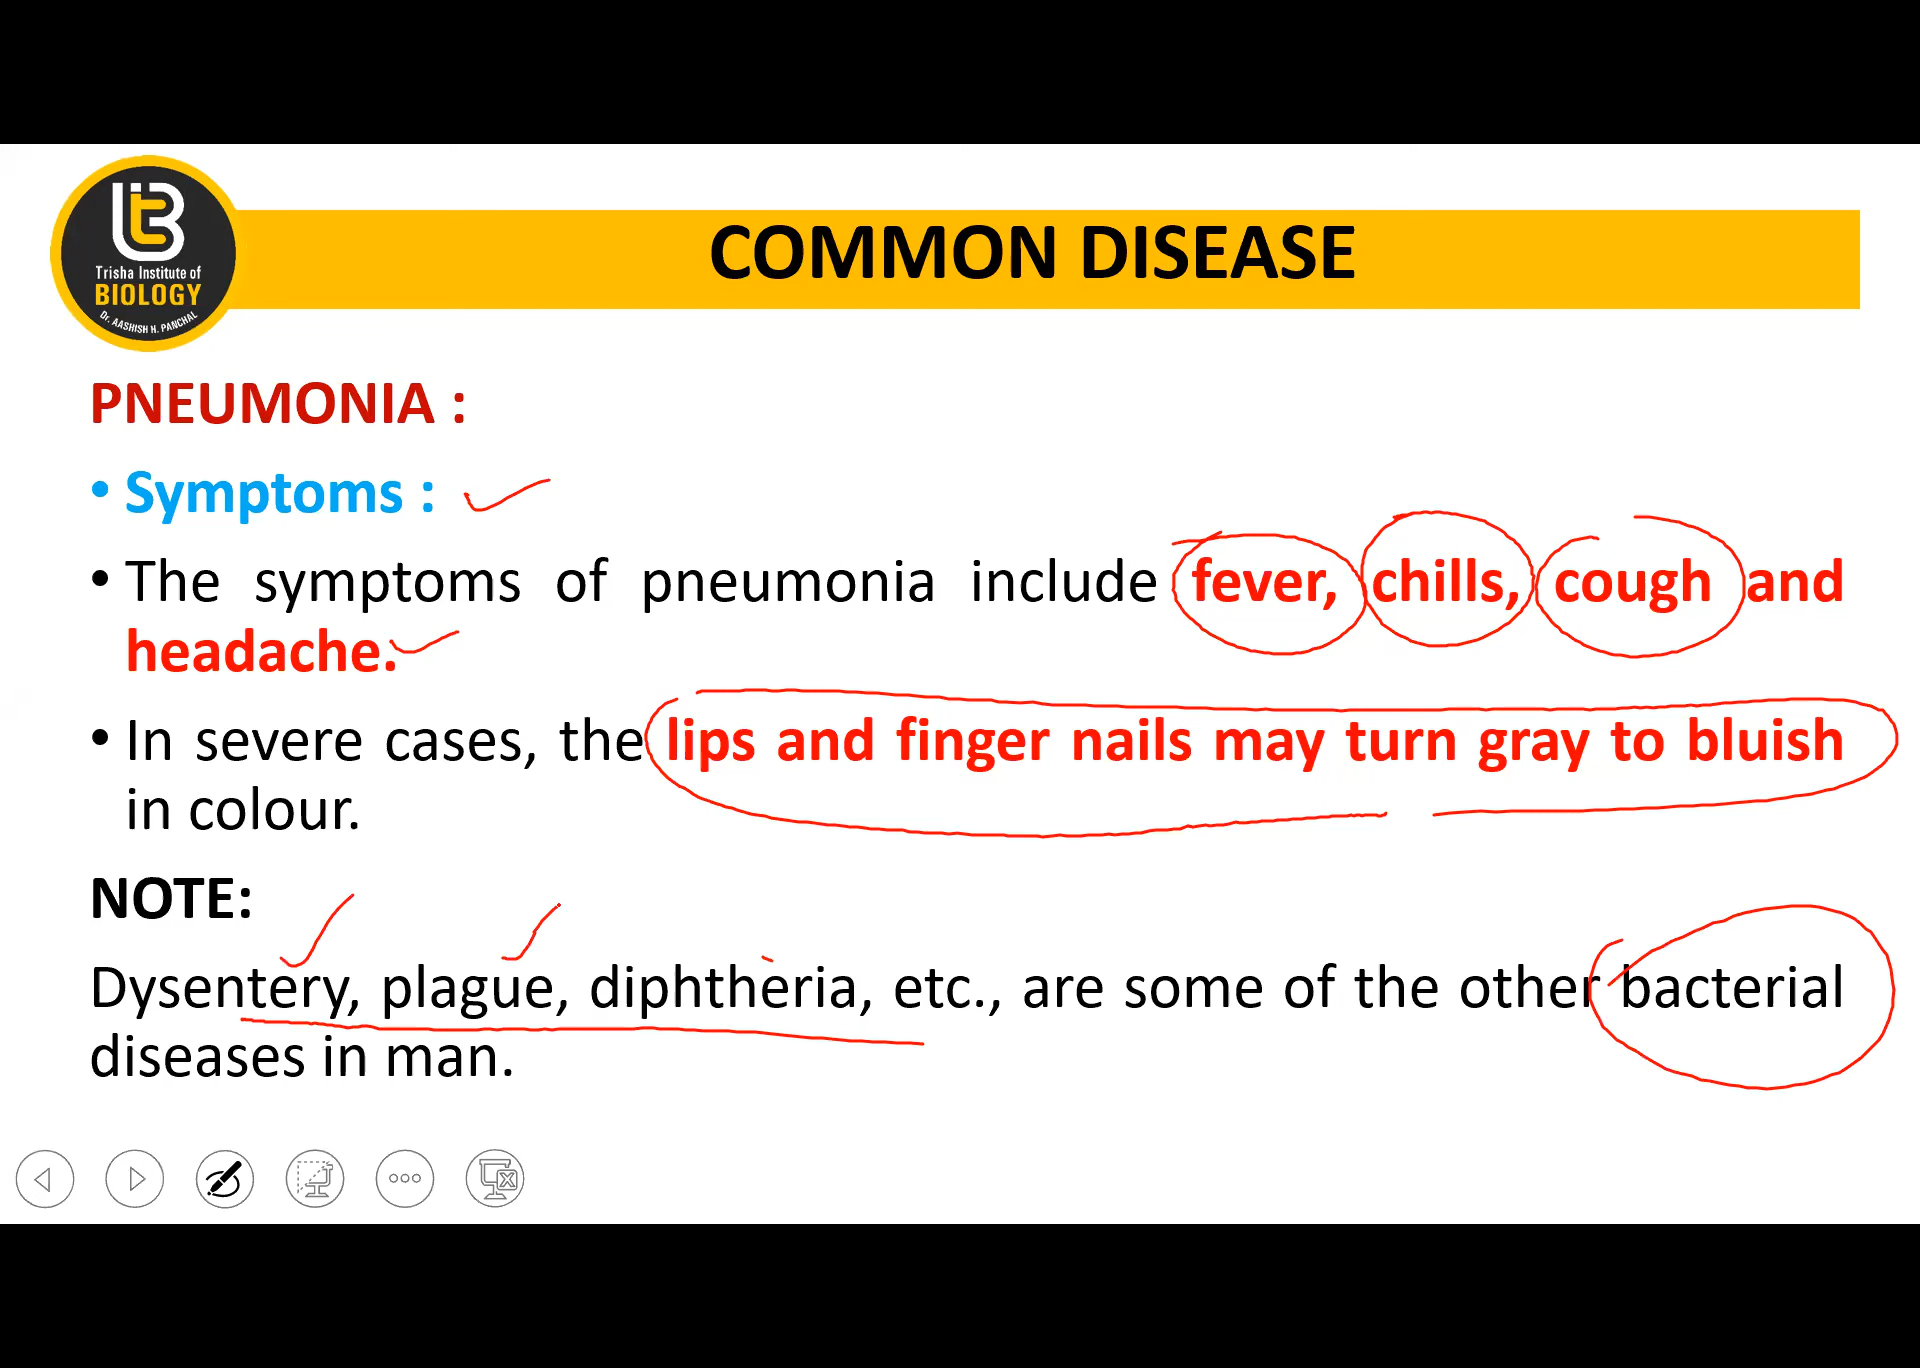 Trisha Institute of
BIOLOGY
Dr. AASHISH H. PANCHAL
COMMON DISEASE
PNEUMONIA :
• Symptoms :
• The symptoms of pneumonia include fever, chills, cough and
headache.
• In severe cases, the lips and finger nails may turn gray to bluish
in colour.
NOTE:
Dysentery, plague, diphtheria, etc., are some of the other bacterial
diseases in man.